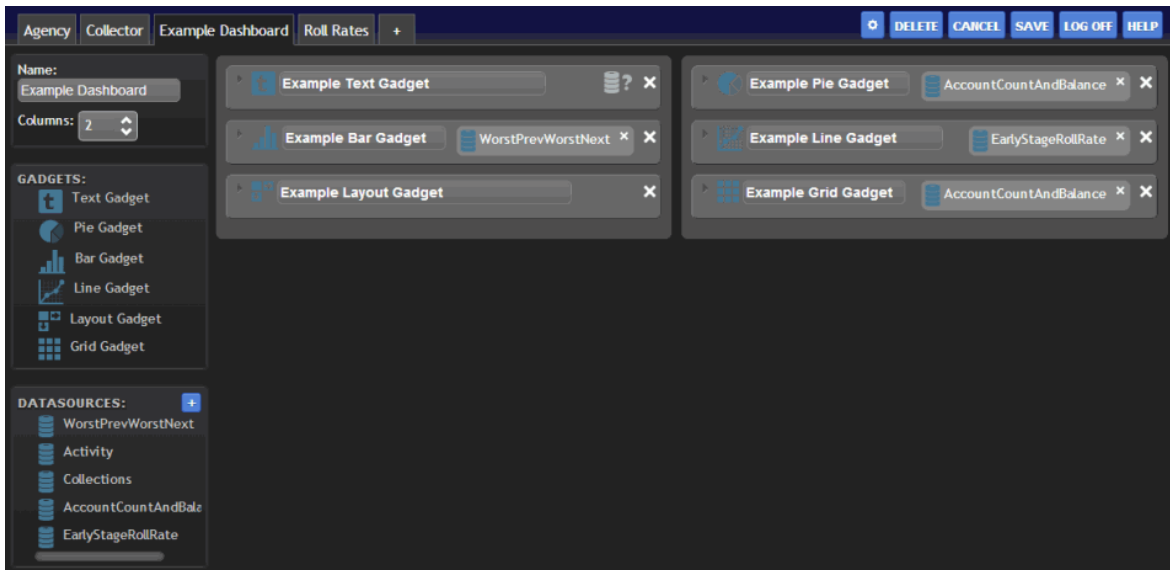 Agency Collector Example Dashboard Roll Rates + DELETE CANCEL SAVE LOG OFF HELP
Name:
Example Dashboard
Columns: 2
GADGETS:
t Text Gadget
Pie Gadget
Bar Gadget
Line Gadget
Layout Gadget
Grid Gadget
DATASOURCES: +
WorstPrevWorstNext
Activity
Collections
AccountCountAndBala
EarlyStageRollRate
t Example Text Gadget ? ×
Example Bar Gadget WorstPrevWorstNext × ×
Example Layout Gadget ×
Example Pie Gadget AccountCountAndBalance × ×
Example Line Gadget EarlyStageRollRate × ×
Example Grid Gadget AccountCountAndBalance × ×